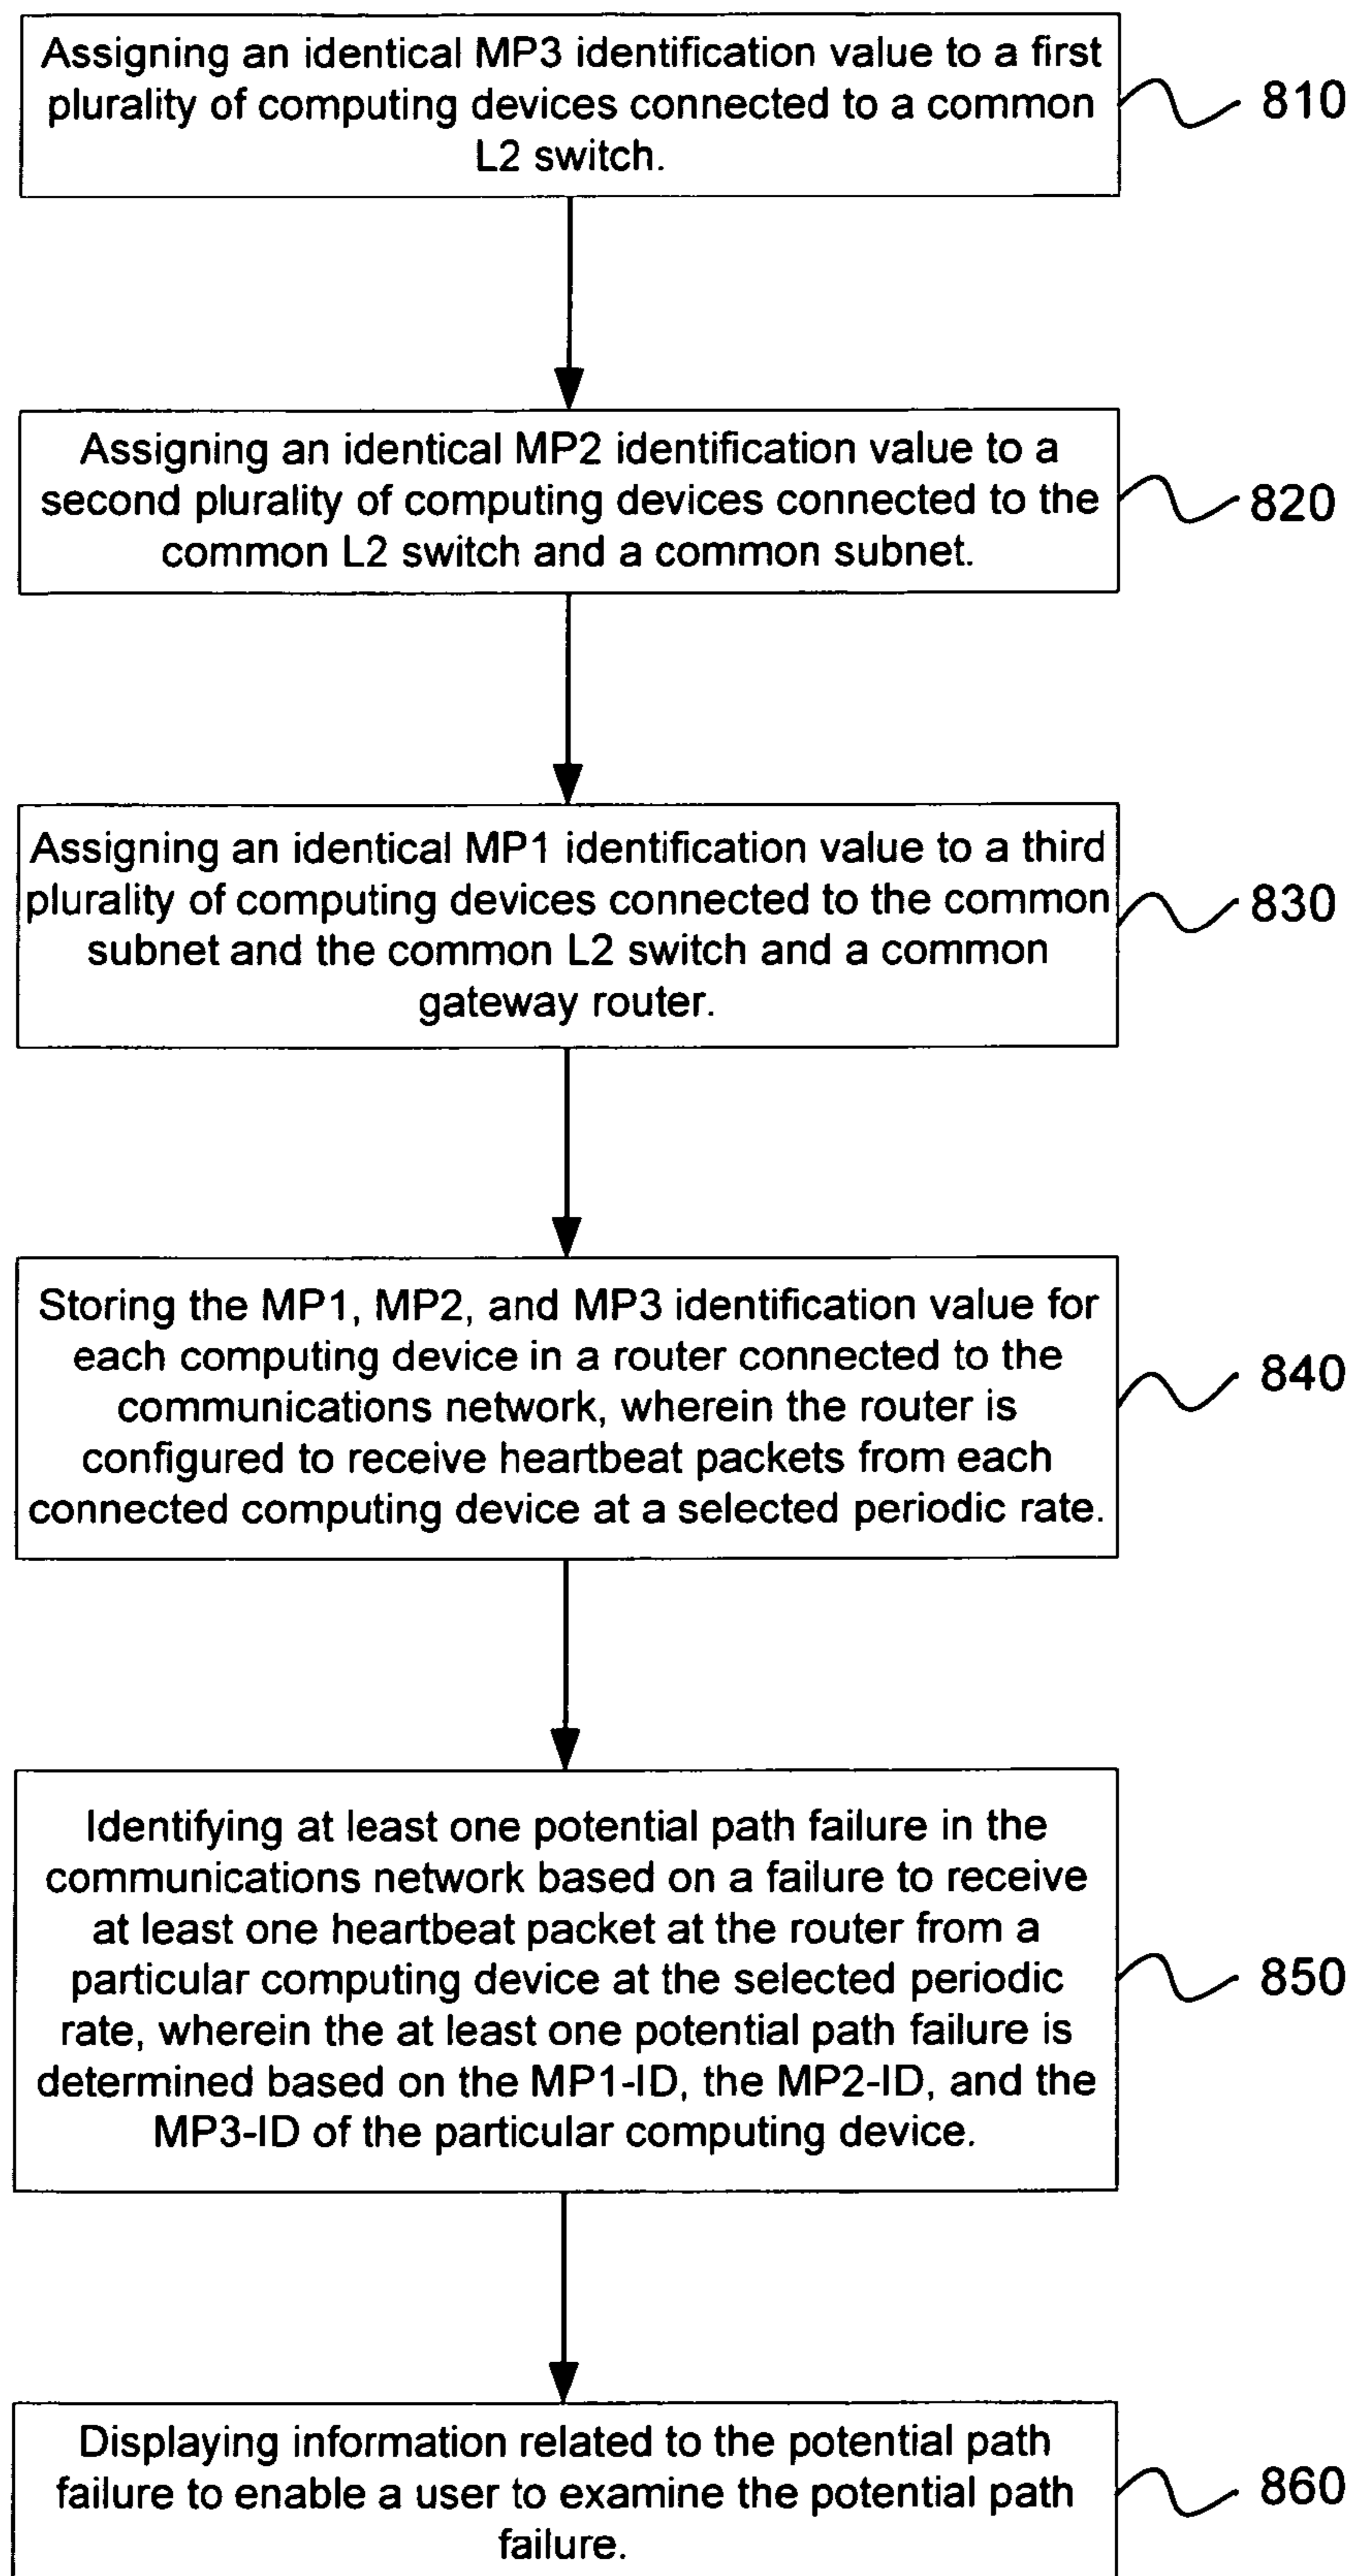 Assigning an identical MP3 identification value to a first
plurality of computing devices connected to a common
L2 switch.
810
Assigning an identical MP2 identification value to a
second plurality of computing devices connected to the
common L2 switch and a common subnet.
820
Assigning an identical MP1 identification value to a third
plurality of computing devices connected to the common
subnet and the common L2 switch and a common
gateway router.
830
Storing the MP1, MP2, and MP3 identification value for
each computing device in a router connected to the
communications network, wherein the router is
configured to receive heartbeat packets from each
connected computing device at a selected periodic rate.
840
Identifying at least one potential path failure in the
communications network based on a failure to receive
at least one heartbeat packet at the router from a
particular computing device at the selected periodic
rate, wherein the at least one potential path failure is
determined based on the MP1-ID, the MP2-ID, and the
MP3-ID of the particular computing device.
850
Displaying information related to the potential path
failure to enable a user to examine the potential path
failure.
860